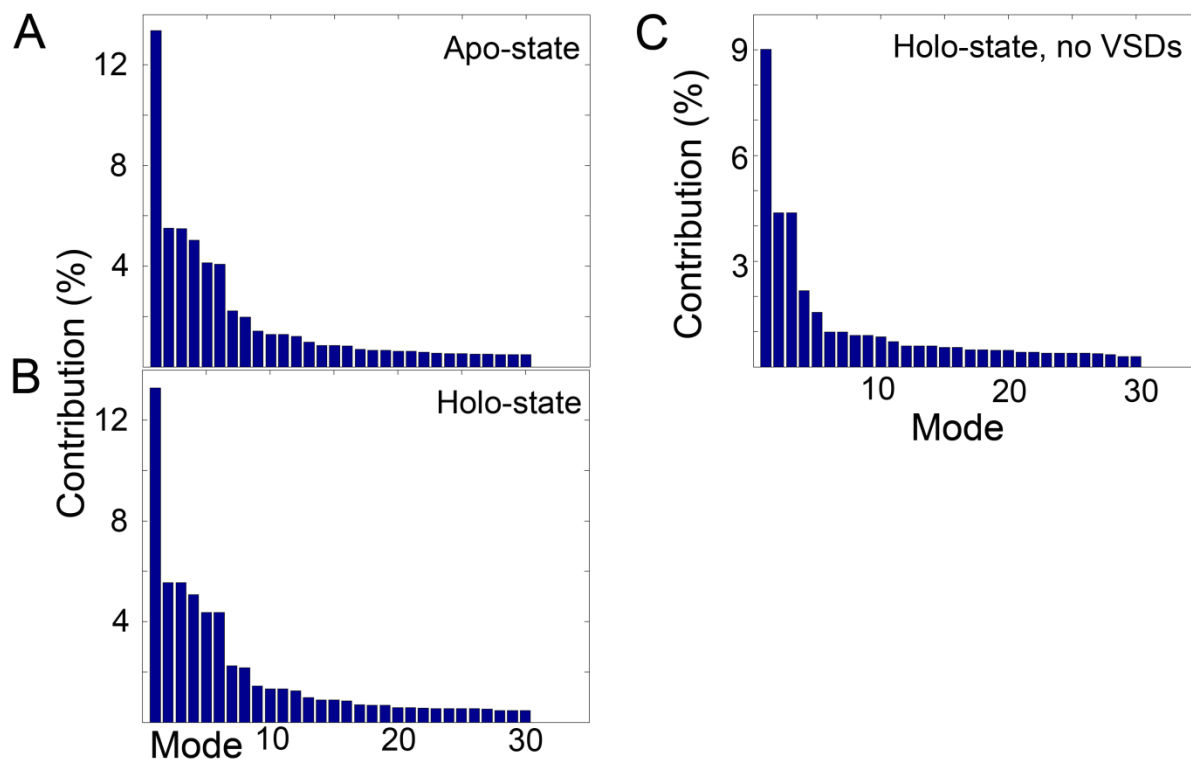 A
Apo-state
12
8
4
Contribution (%)
B
Holo-state
12
8
4
10
20
30
Mode
C
Holo-state, no VSDs
9
6
3
Contribution (%)
10
20
30
Mode